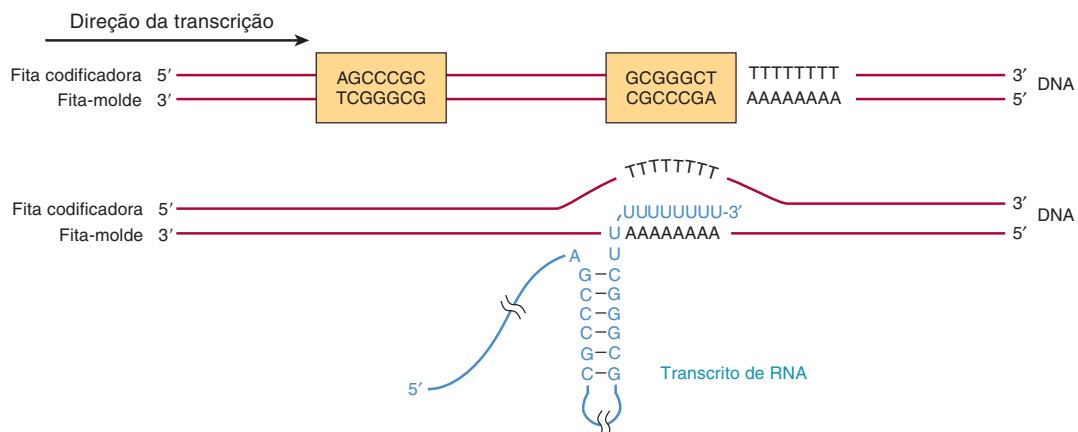 Direção da transcrição
Fita codificadora 5′ AGCCCGC GCGGGCT TTTTTTTT 3′
DNA
Fita-molde 3′ TCGGGCG CGCCCGA AAAAAAAA 5′
TTTTTTTT
Fita codificadora 5′ 3′
DNA
UUUUUUUU-3′
Fita-molde 3′ U AAAAAAAA 5′
A U
G–C
C–G
C–G
C–G
G–C
C–G
5′
Transcrito de RNA